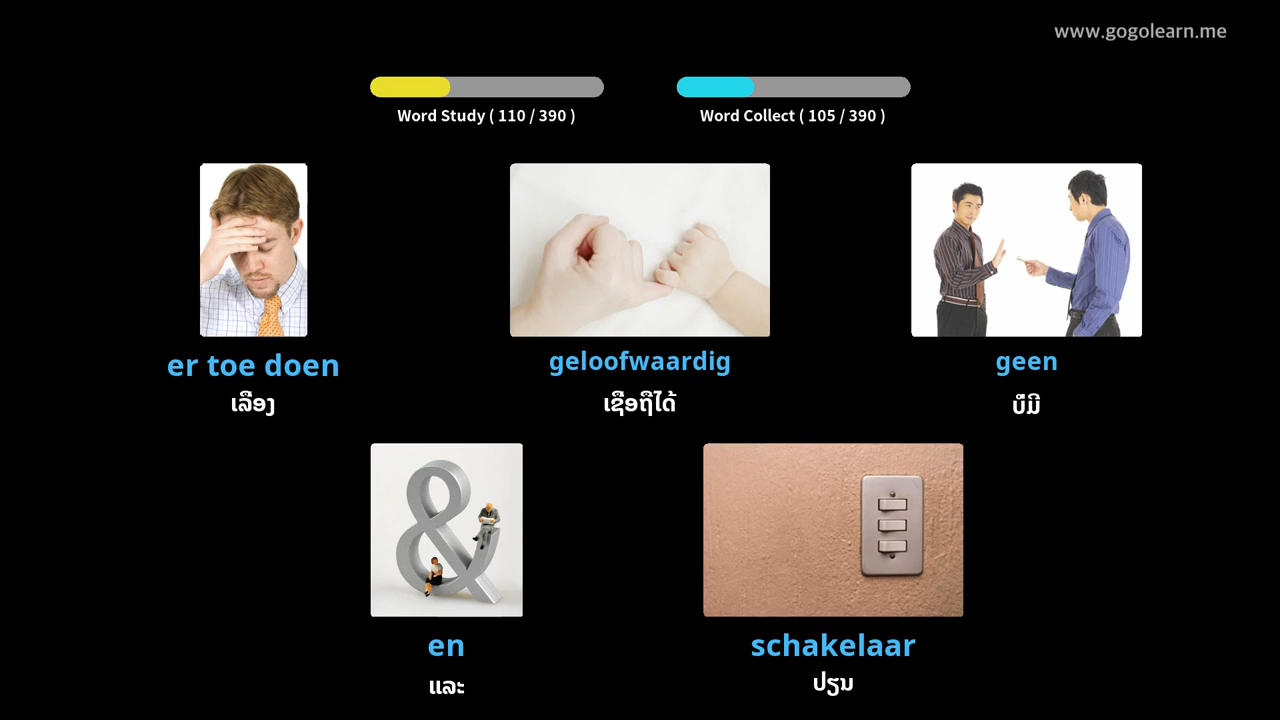 www.gogolearn.me
Word Study ( 110 / 390 )
Word Collect ( 105 / 390 )
er toe doen
ເລື່ອງ
geloofwaardig
ເຊື່ອຖືໄດ້
geen
ບໍ່ມີ
en
ແລະ
schakelaar
ປ່ຽນ